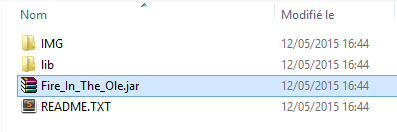 Nom Modifié le
IMG 12/05/2015 16:44
lib 12/05/2015 16:44
Fire_In_The_Ole.jar 12/05/2015 16:44
README.TXT 12/05/2015 16:44